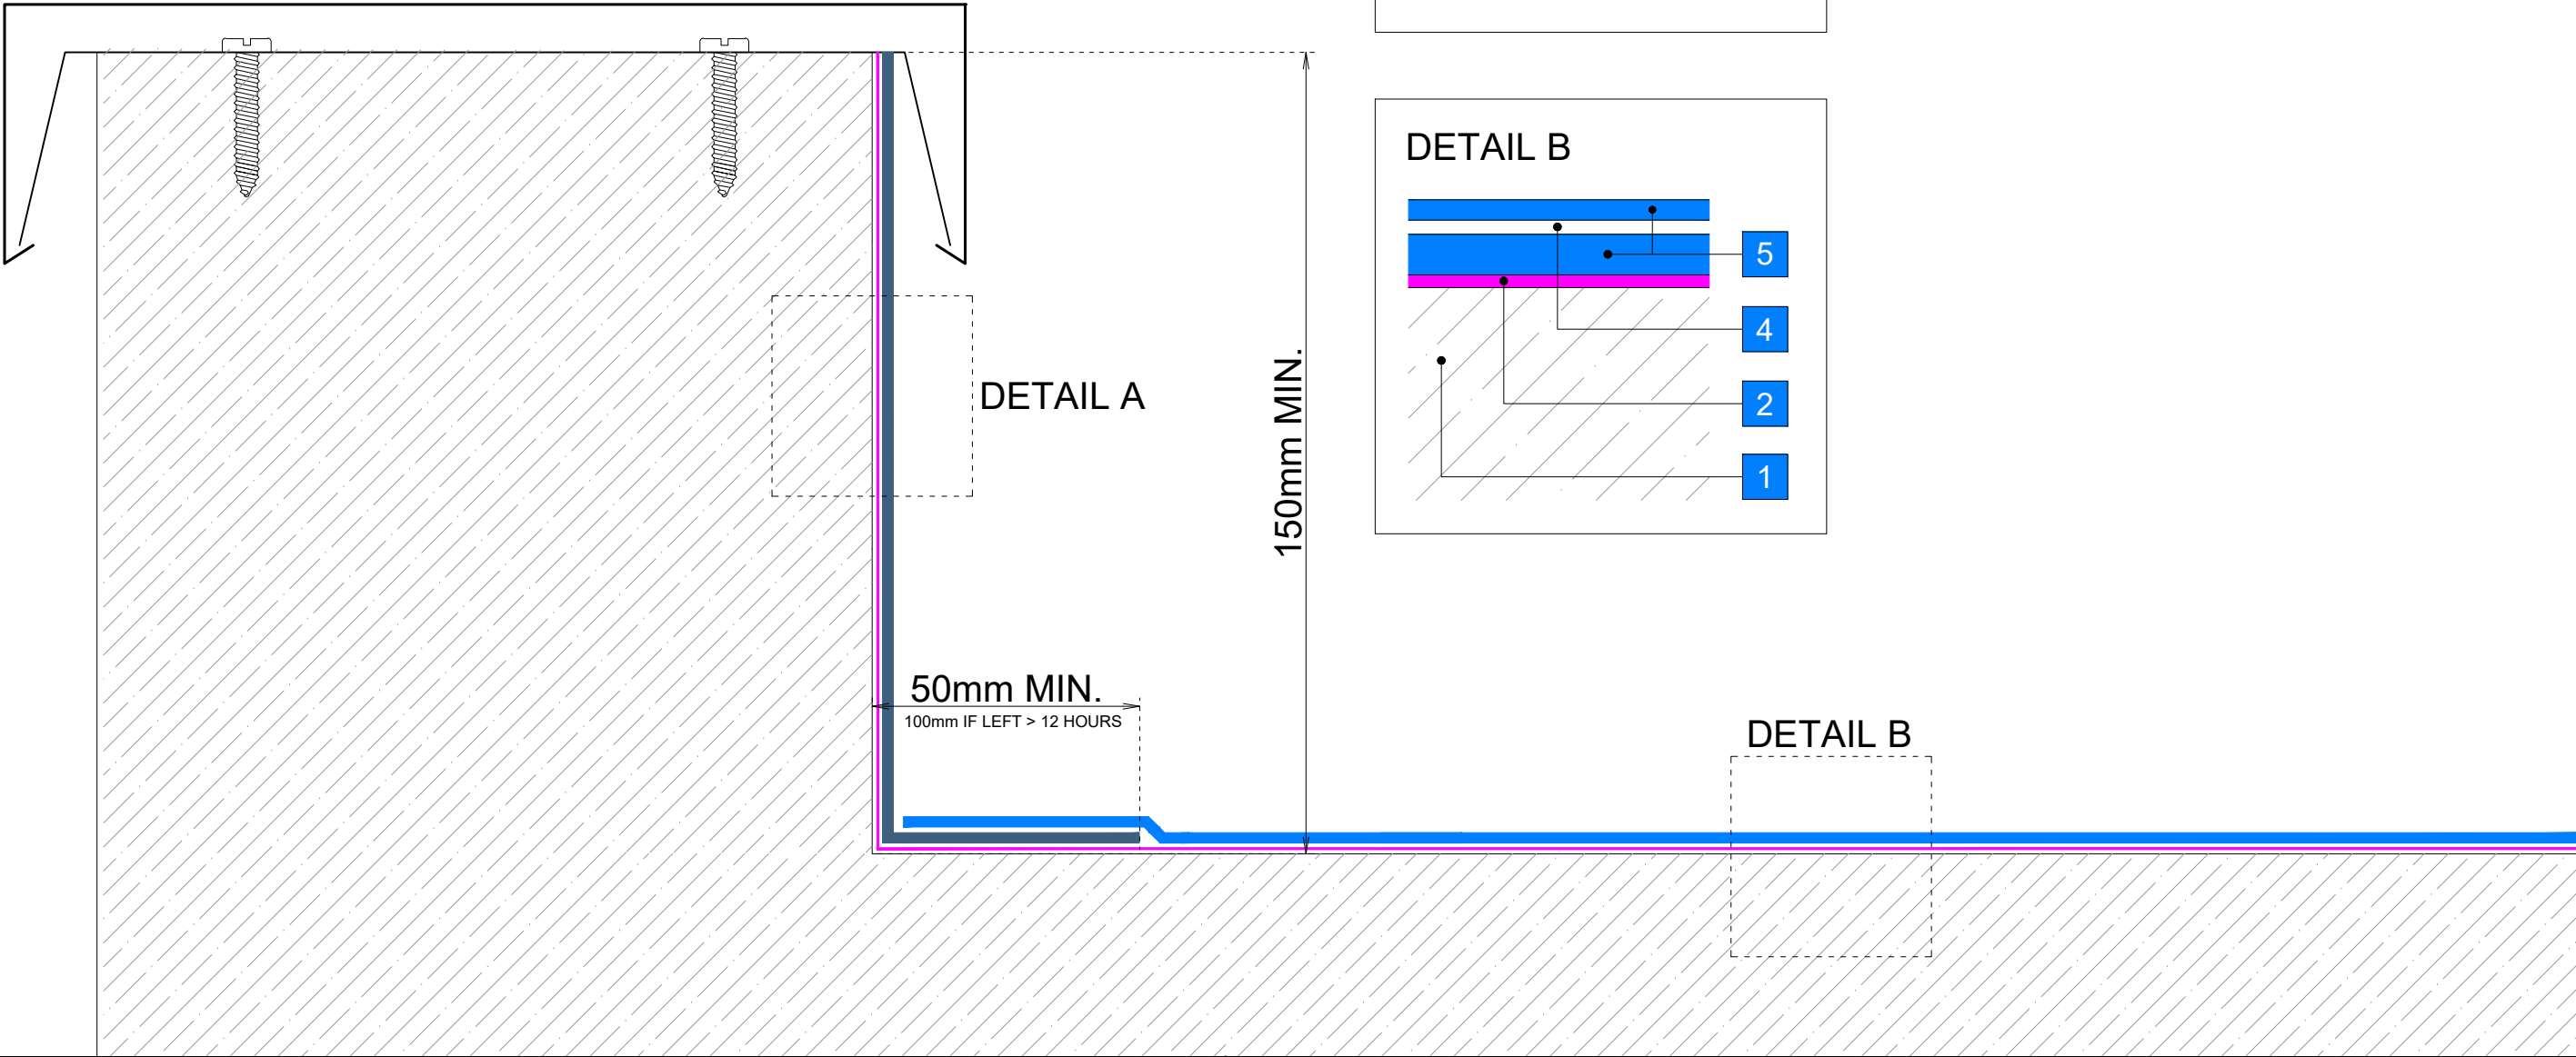 DETAIL B
5
4
2
1
DETAIL A
150mm MIN.
50mm MIN.
100mm IF LEFT > 12 HOURS
DETAIL B